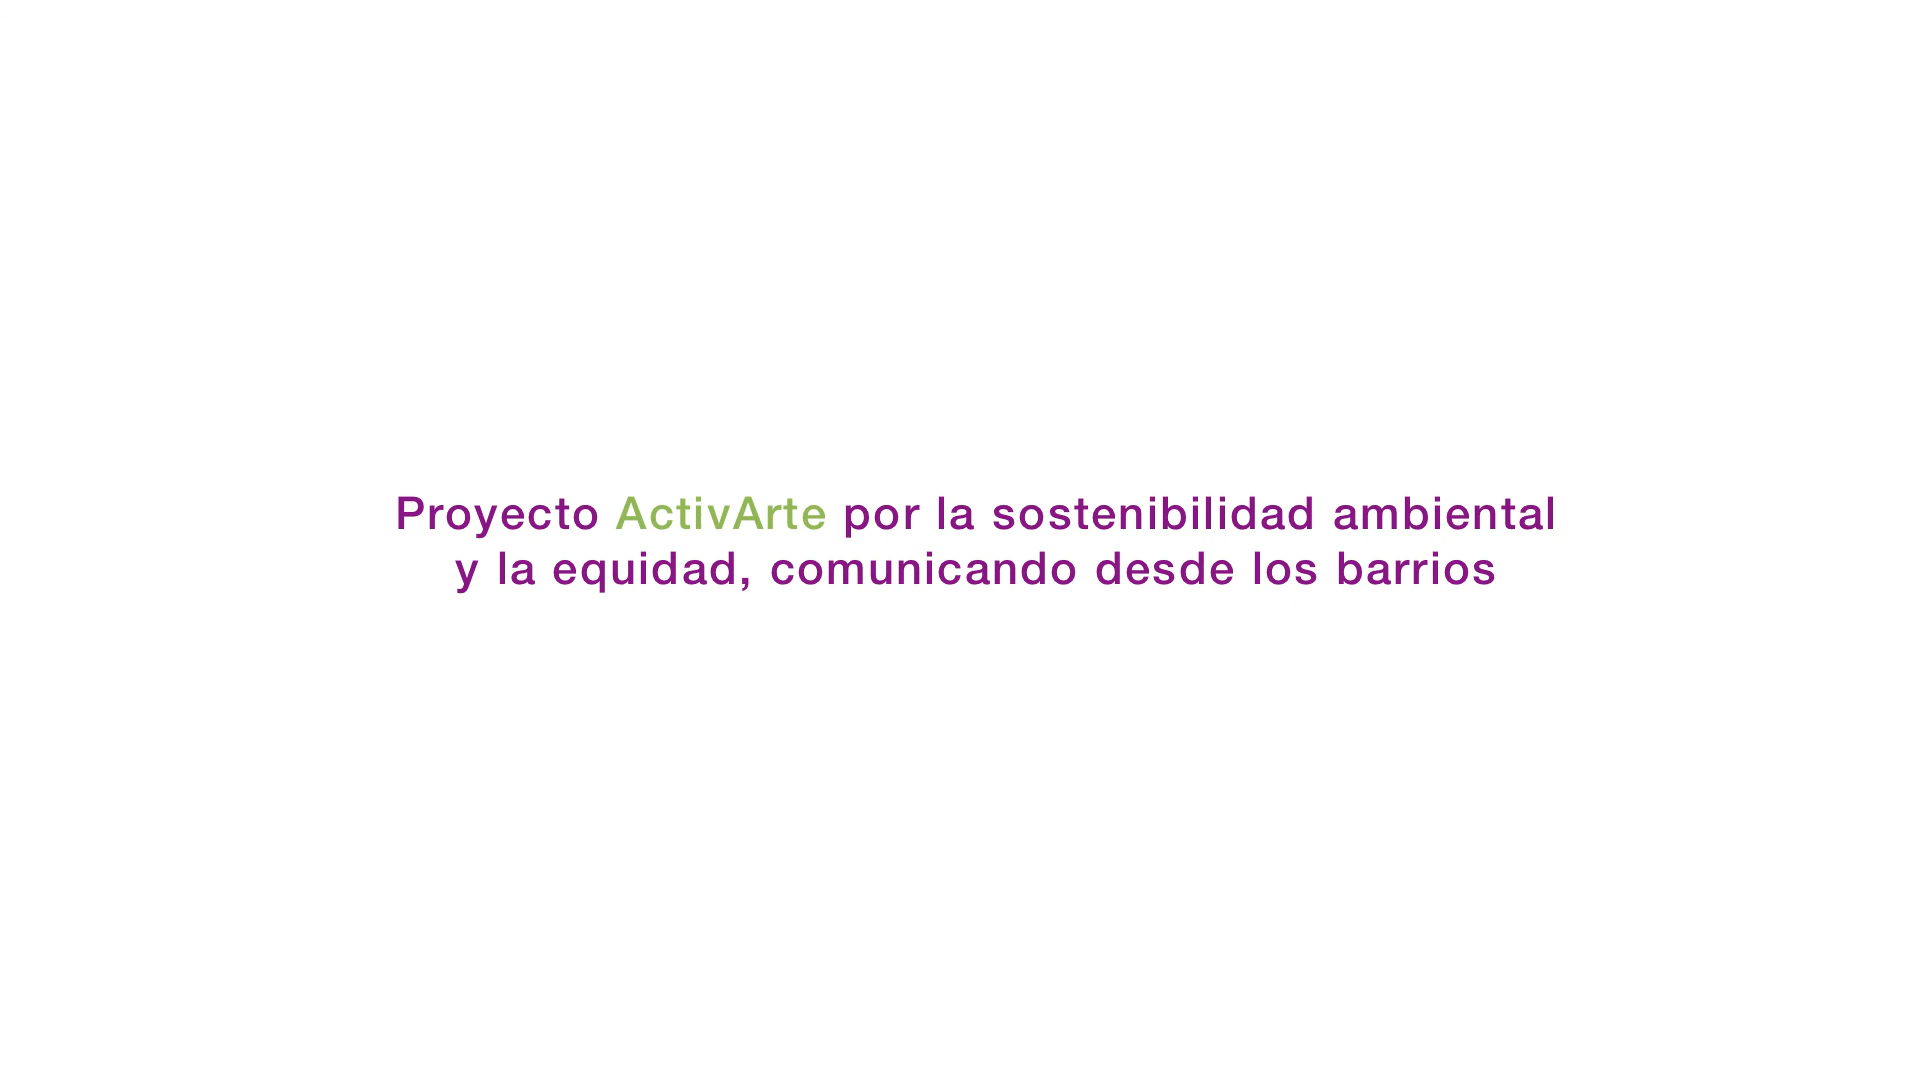 Proyecto ActivArte por la sostenibilidad ambiental
y la equidad, comunicando desde los barrios